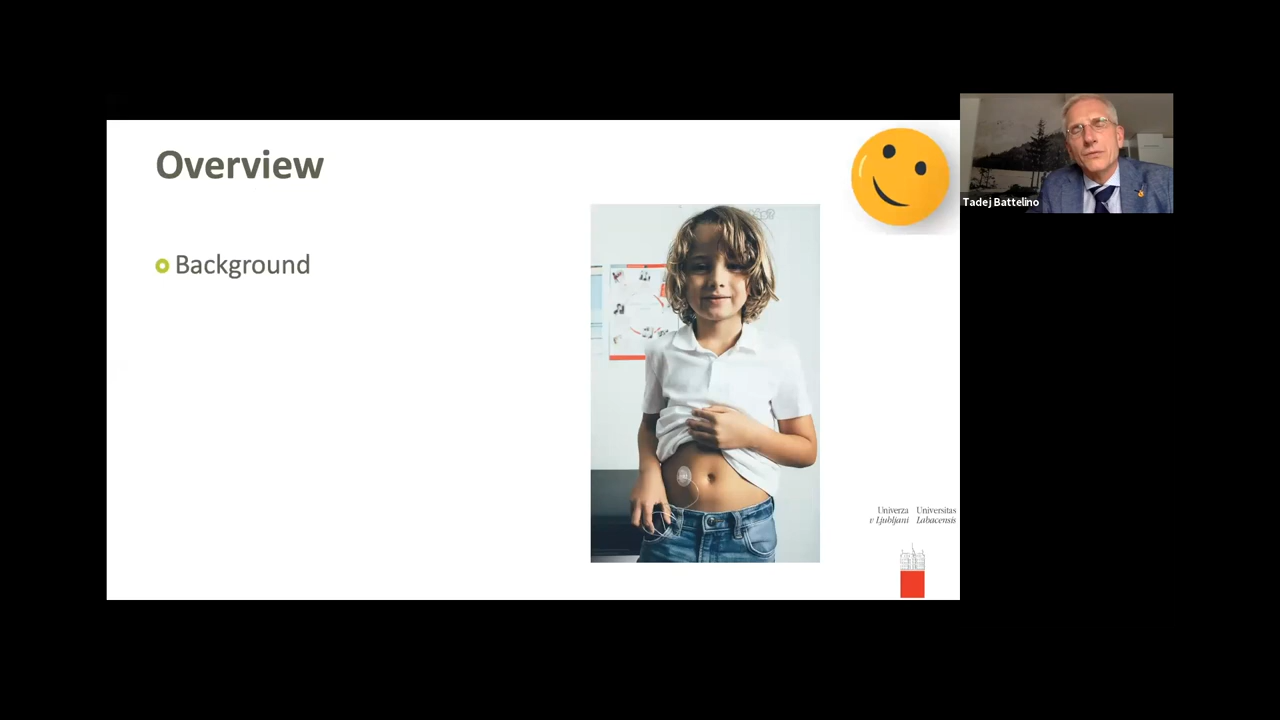 Overview
Background
Tadej Battelino
Univerza Universitas
v Ljubljani Labacensis